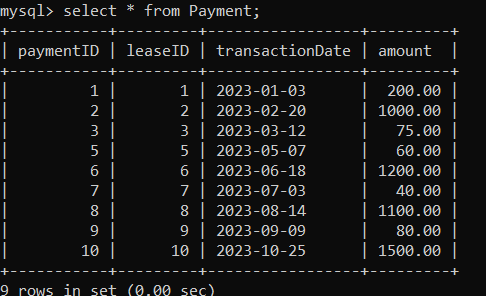 mysql> select * from Payment;
+-----------+---------+-----------------+---------+
| paymentID | leaseID | transactionDate | amount  |
+-----------+---------+-----------------+---------+
|         1 |       1 | 2023-01-03      |  200.00 |
|         2 |       2 | 2023-02-20      | 1000.00 |
|         3 |       3 | 2023-03-12      |   75.00 |
|         5 |       5 | 2023-05-07      |   60.00 |
|         6 |       6 | 2023-06-18      | 1200.00 |
|         7 |       7 | 2023-07-03      |   40.00 |
|         8 |       8 | 2023-08-14      | 1100.00 |
|         9 |       9 | 2023-09-09      |   80.00 |
|        10 |      10 | 2023-10-25      | 1500.00 |
+-----------+---------+-----------------+---------+
9 rows in set (0.00 sec)